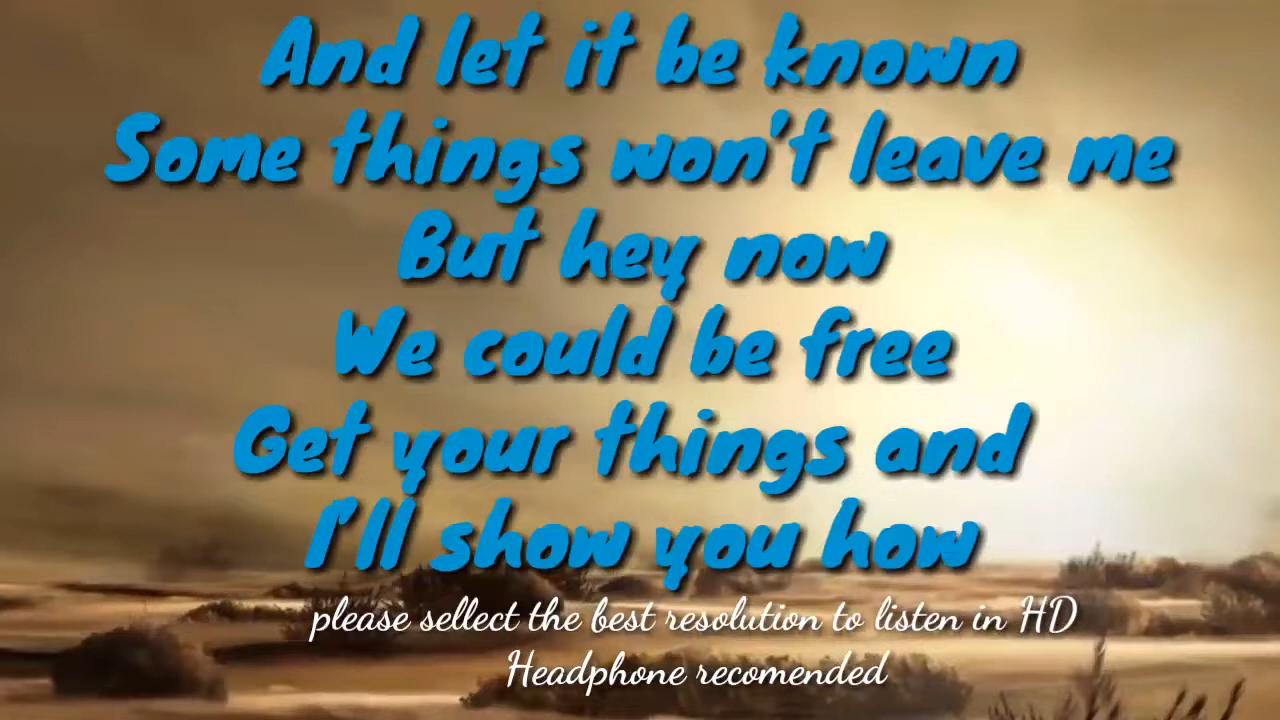 And let it be known
Some things won't leave me
But hey now
We could be free
Get your things and
I'll show you how
please sellect the best resolution to listen in HD
Headphone recomended